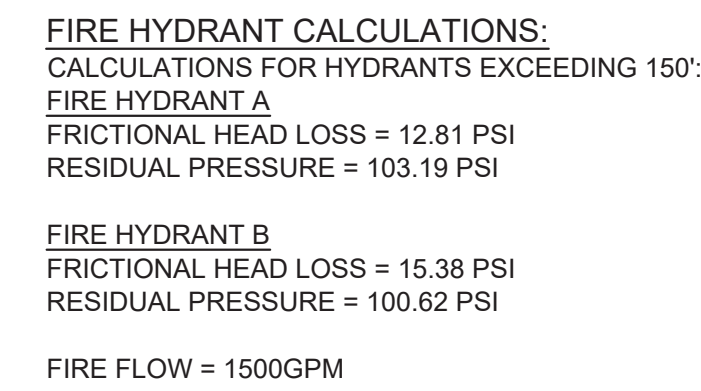 FIRE HYDRANT CALCULATIONS:
CALCULATIONS FOR HYDRANTS EXCEEDING 150':
FIRE HYDRANT A
FRICTIONAL HEAD LOSS = 12.81 PSI
RESIDUAL PRESSURE = 103.19 PSI
FIRE HYDRANT B
FRICTIONAL HEAD LOSS = 15.38 PSI
RESIDUAL PRESSURE = 100.62 PSI
FIRE FLOW = 1500GPM